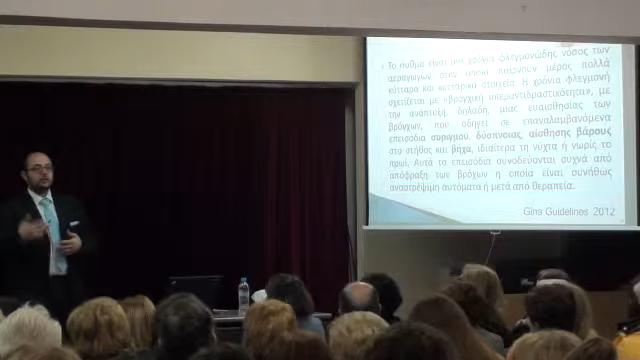 Το άσθμα είναι μια χρόνια φλεγμονώδης νόσος των
αεραγωγών στην οποία παίρνουν μέρος πολλά
κύτταρα και κυτταρικά στοιχεία. Η χρόνια φλεγμονή
σχετίζεται με «βρογχική υπεραντιδραστικότητα», με
την ανάπτυξη, δηλαδή, μιας ευαισθησίας των
βρόγχων, που οδηγεί σε επαναλαμβανόμενα
επεισόδια συριγμού, δύσπνοιας, αίσθησης βάρους
στο στήθος και βήχα, ιδιαίτερα τη νύχτα ή νωρίς το
πρωί. Αυτά τα επεισόδια συνοδεύονται συχνά από
απόφραξη των βρόχων η οποία είναι συνήθως
αναστρέψιμη αυτόματα ή μετά από θεραπεία.
Gina Guidelines 2012